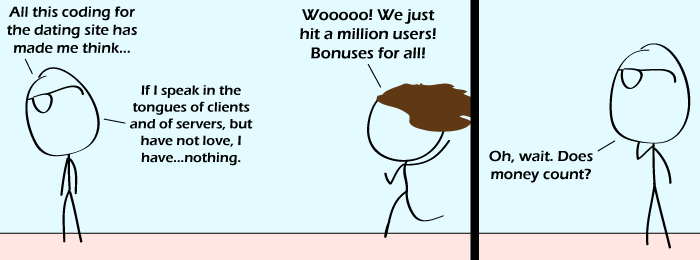 All this coding for
the dating site has
made me think...
If I speak in the
tongues of clients
and of servers, but
have not love, I
have...nothing.
Wooooo! We just
hit a million users!
Bonuses for all!
Oh, wait. Does
money count?